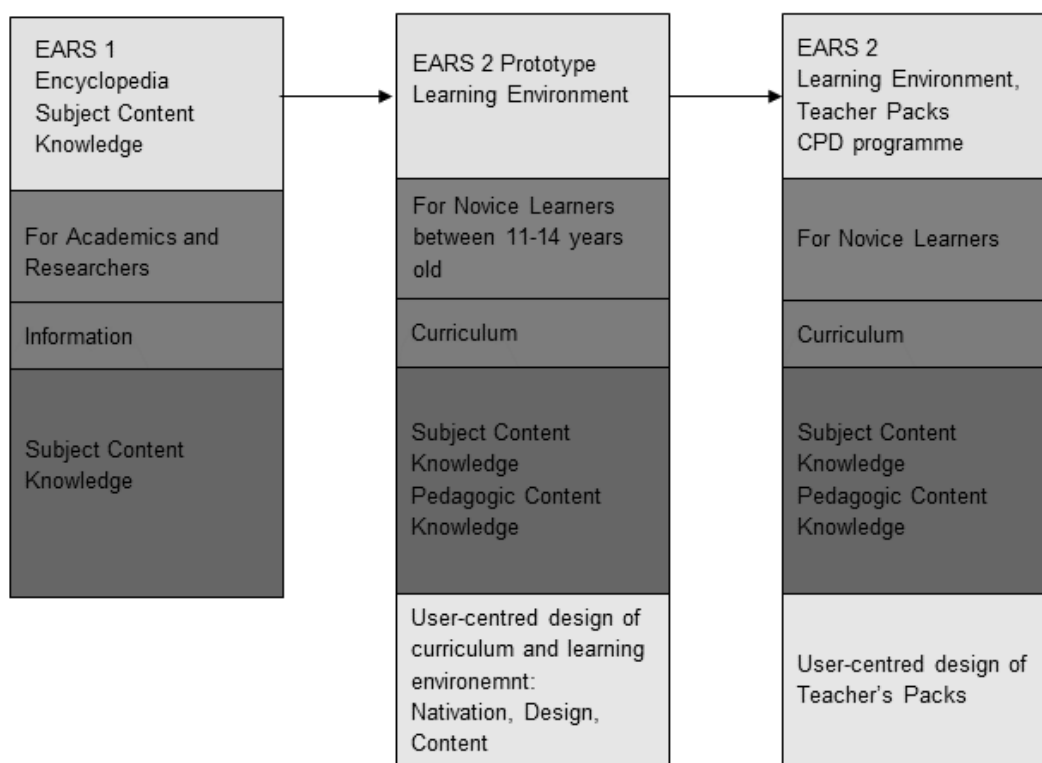 EARS 1
Encyclopedia
Subject Content
Knowledge
For Academics and
Researchers
Information
Subject Content
Knowledge
EARS 2 Prototype
Learning Environment
For Novice Learners
between 11-14 years
old
Curriculum
Subject Content
Knowledge
Pedagogic Content
Knowledge
User-centred design of
curriculum and learning
environemnt:
Nativation, Design,
Content
EARS 2
Learning Environment,
Teacher Packs
CPD programme
For Novice Learners
Curriculum
Subject Content
Knowledge
Pedagogic Content
Knowledge
User-centred design of
Teacher's Packs